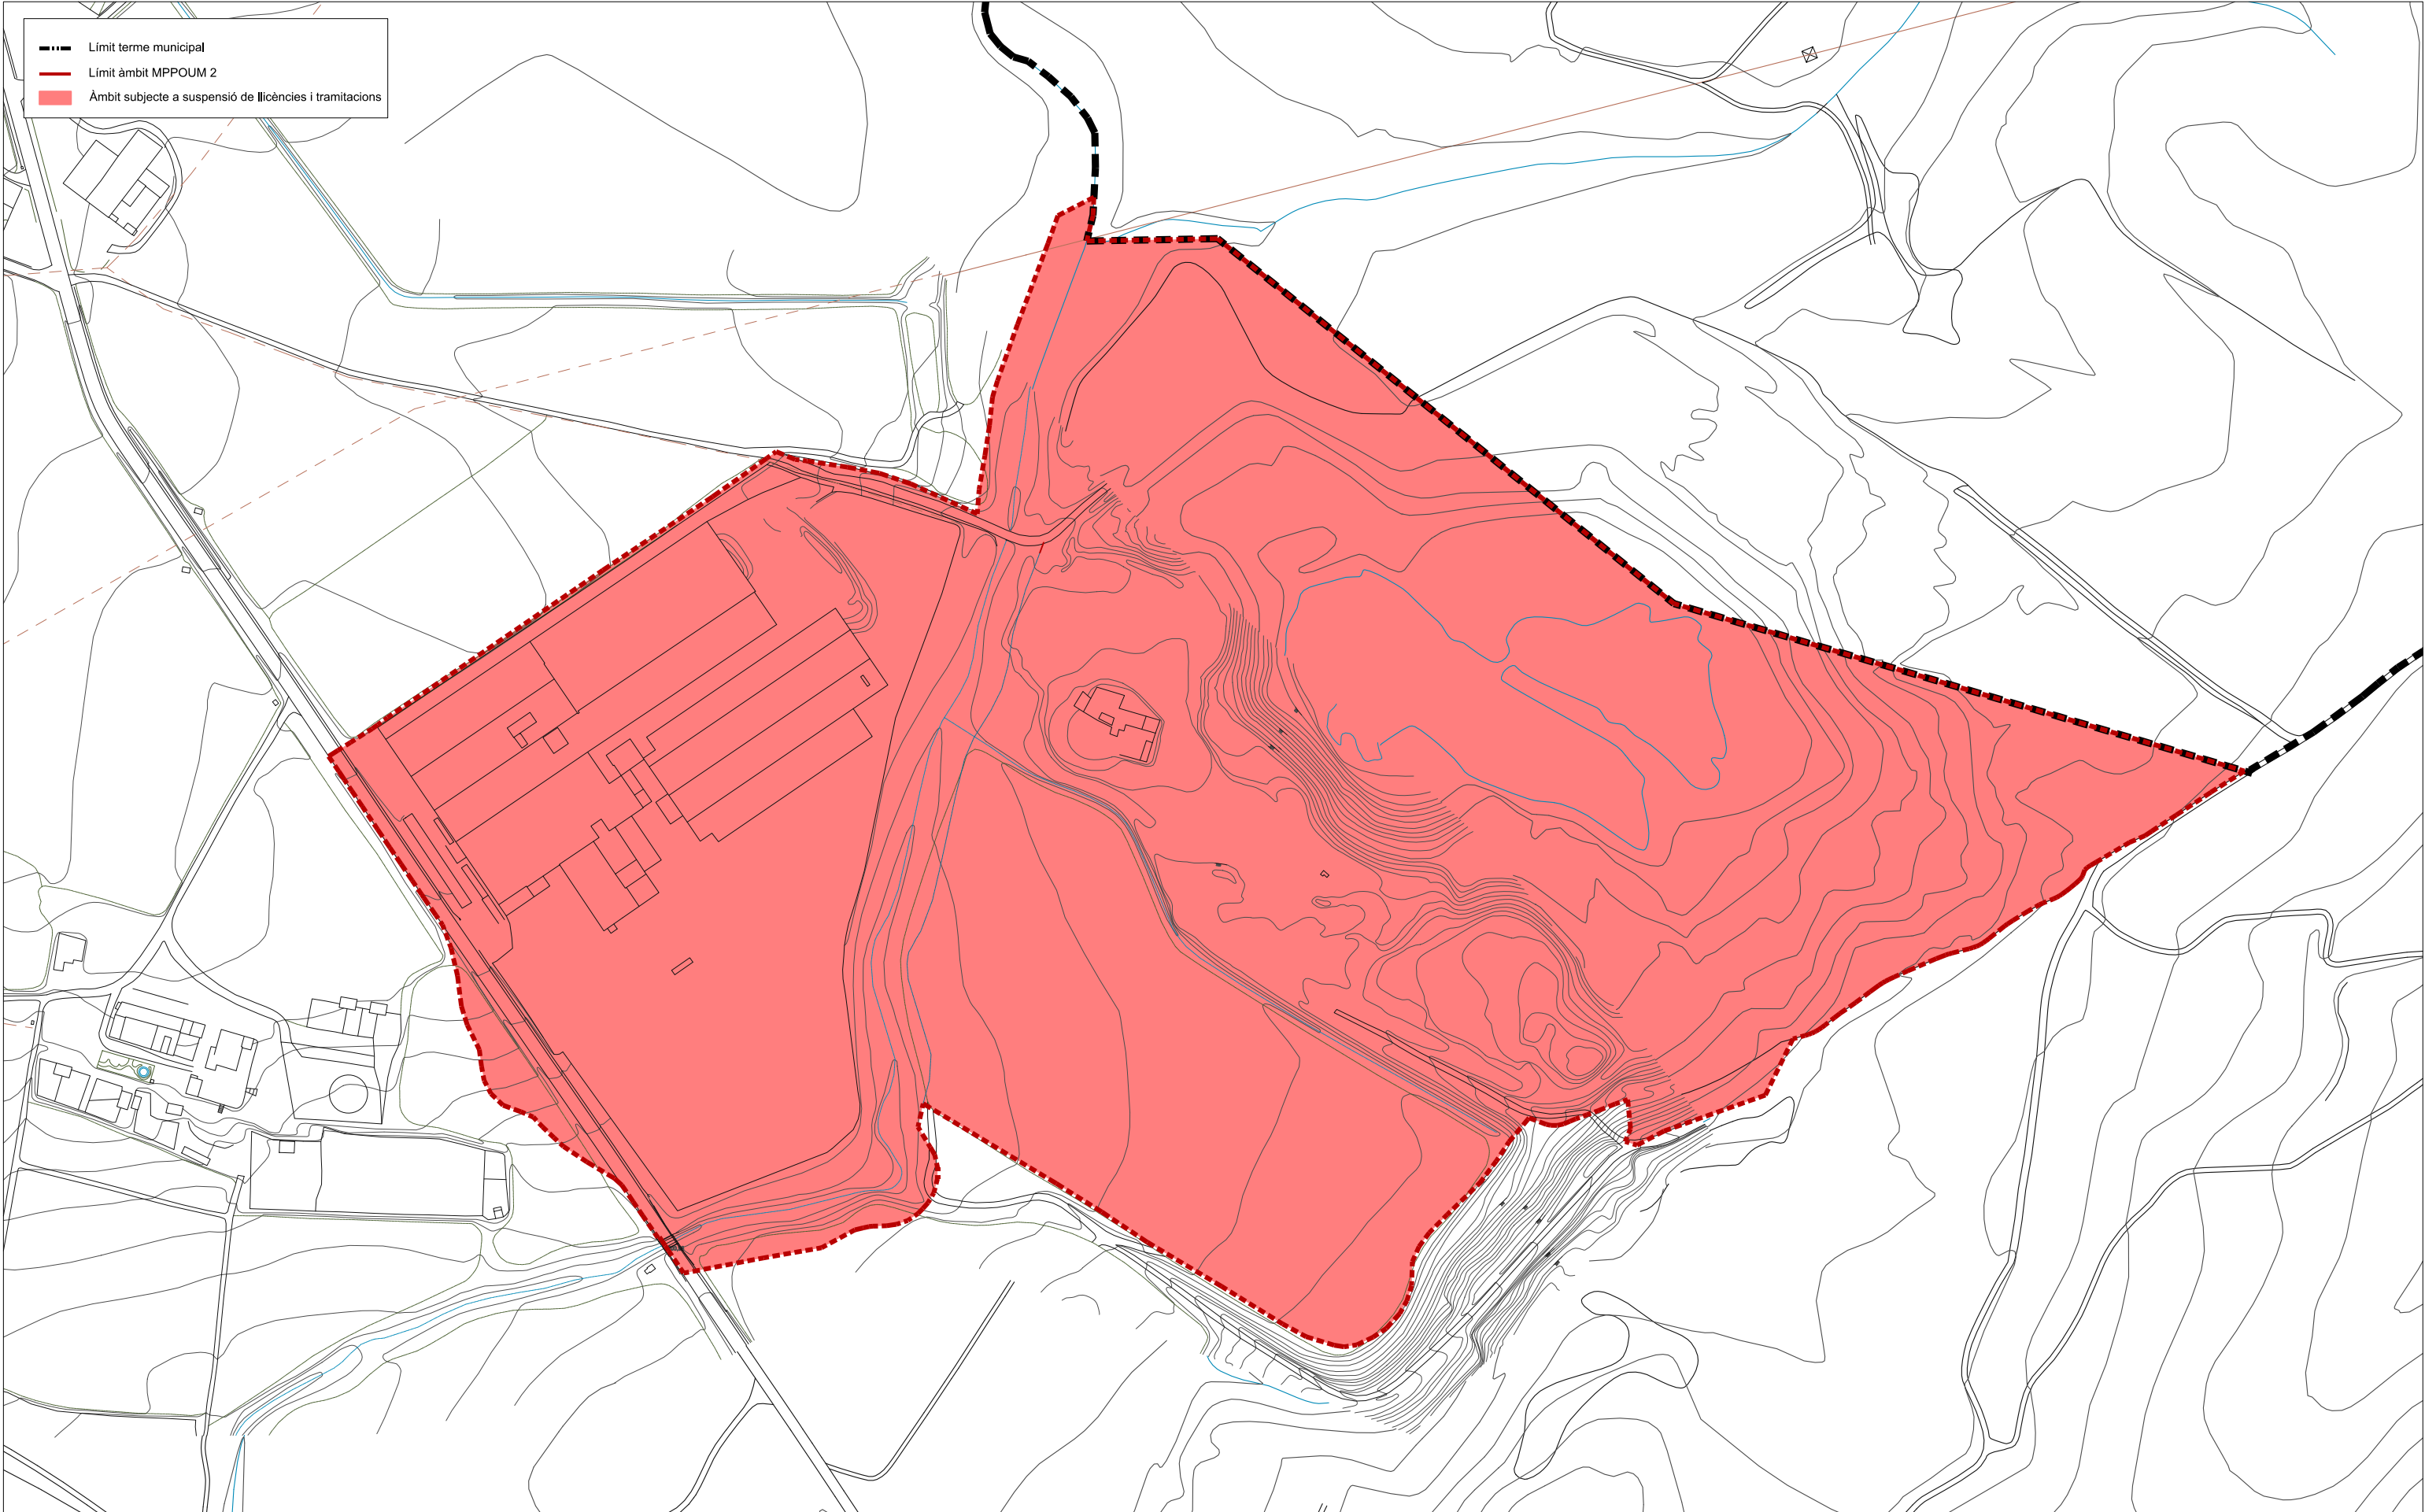 Límit terme municipal
Límit àmbit MPPOUM 2
Àmbit subjecte a suspensió de llicències i tramitacions